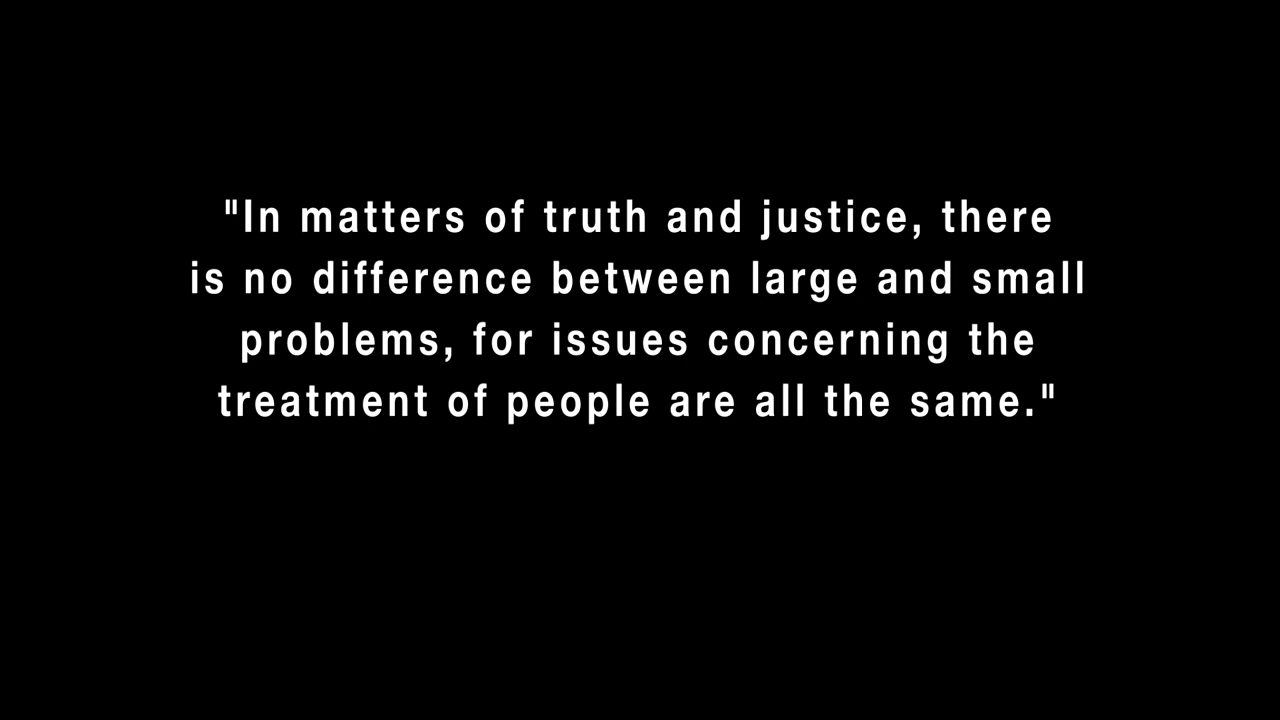 "In matters of truth and justice, there
is no difference between large and small
problems, for issues concerning the
treatment of people are all the same."